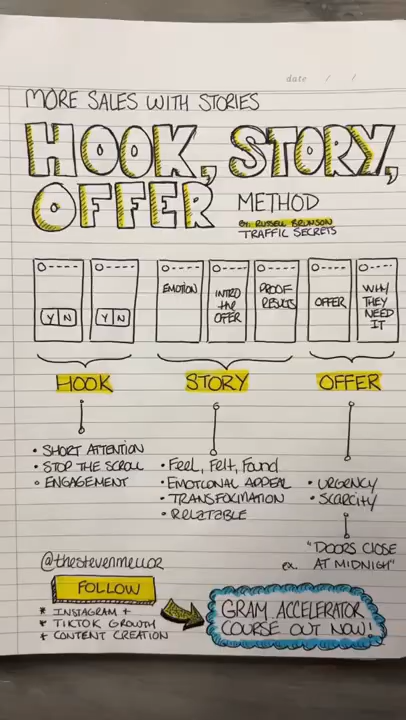 date / /
MORE SALES WITH STORIES
HOOK, STORY,
OFFER METHOD
BY: RUSSELL BRUNSON
TRAFFIC SECRETS
Y N
Y N
EMOTION
INTRO
the
OFFER
PROOF
RESULTS
OFFER
WHY
THEY
NEED
IT
HOOK
STORY
OFFER
• SHORT ATTENTION
• STOP THE SCROLL
• ENGAGEMENT
• Feel, Felt, Found
• EMOTIONAL APPEAL
• TRANSFORMATION
• RELATABLE
• URGENCY
• SCARCITY
ex. "DOORS CLOSE
AT MIDNIGH"
@thestevenmellor
FOLLOW
* INSTAGRAM +
* TIKTOK GROWTH
+ CONTENT CREATION
GRAM ACCELERATOR
COURSE OUT NOW!